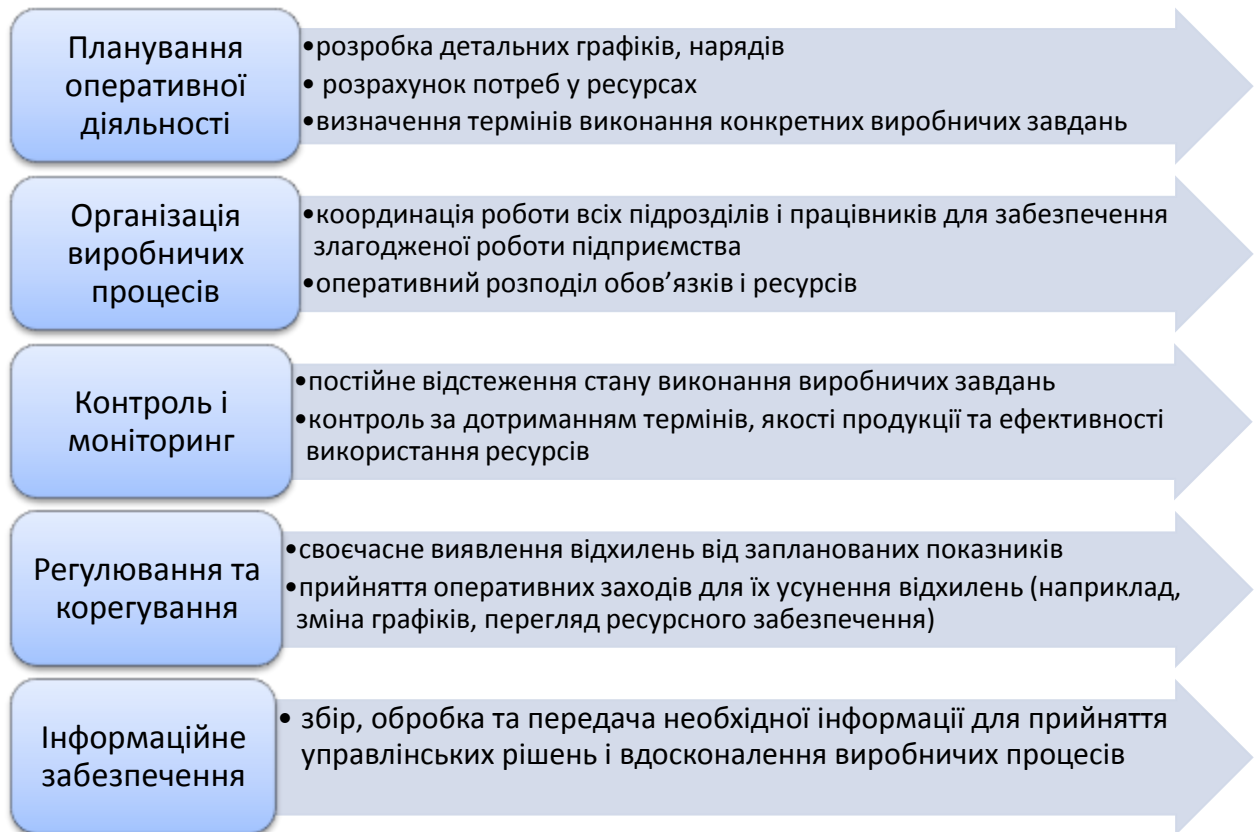 Планування
оперативної
діяльності
•розробка детальних графіків, нарядів
• розрахунок потреб у ресурсах
•визначення термінів виконання конкретних виробничих завдань
Організація
виробничих
процесів
•координація роботи всіх підрозділів і працівників для забезпечення
злагодженої роботи підприємства
•оперативний розподіл обов’язків і ресурсів
Контроль і
моніторинг
•постійне відстеження стану виконання виробничих завдань
•контроль за дотриманням термінів, якості продукції та ефективності
використання ресурсів
Регулювання та
корегування
•своєчасне виявлення відхилень від запланованих показників
•прийняття оперативних заходів для їх усунення відхилень (наприклад,
зміна графіків, перегляд ресурсного забезпечення)
Інформаційне
забезпечення
• збір, обробка та передача необхідної інформації для прийняття
управлінських рішень і вдосконалення виробничих процесів